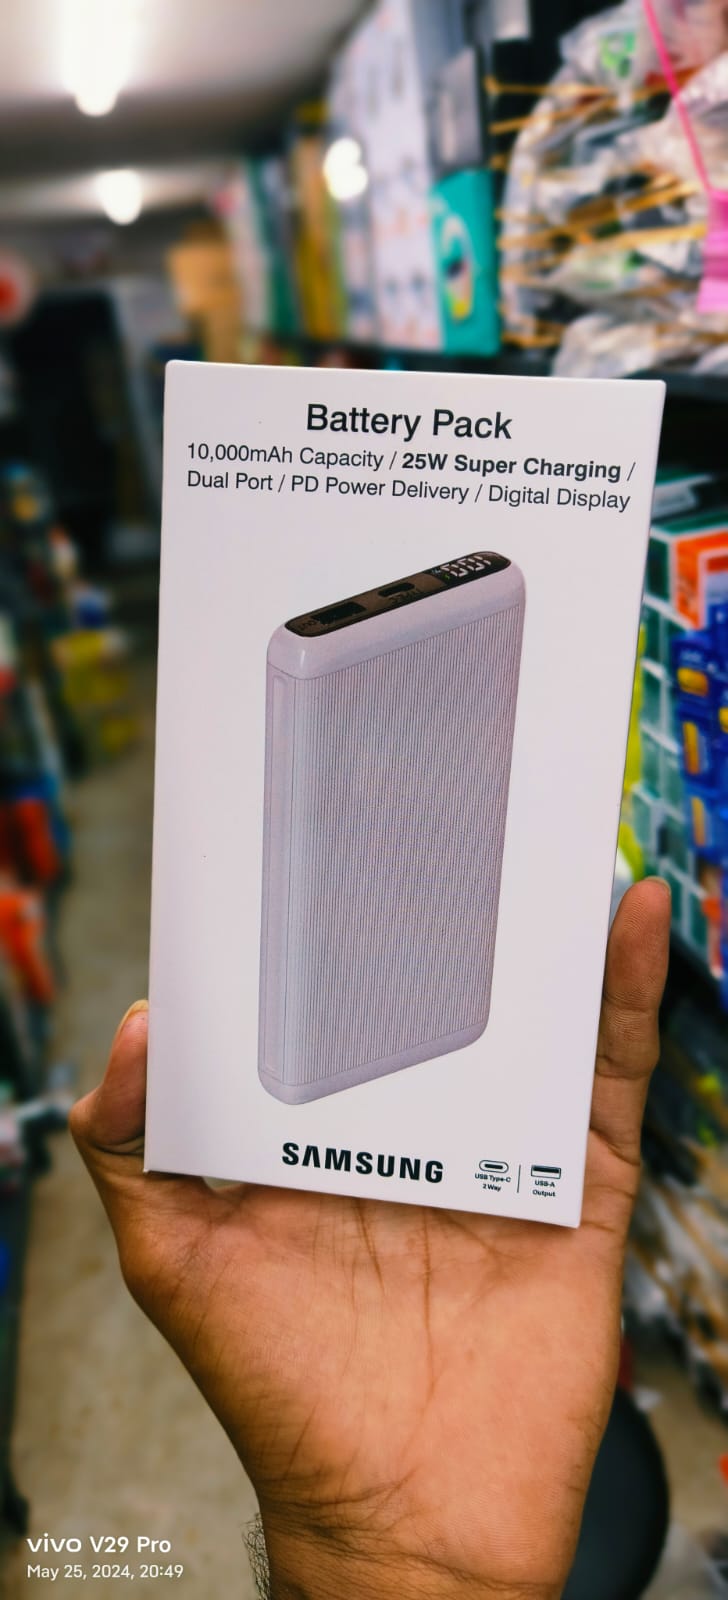 Battery Pack
10,000mAh Capacity / 25W Super Charging /
Dual Port / PD Power Delivery / Digital Display
SAMSUNG
USB Type-C
2 Way
USB-A
Output
vivo V29 Pro
May 25, 2024, 20:49